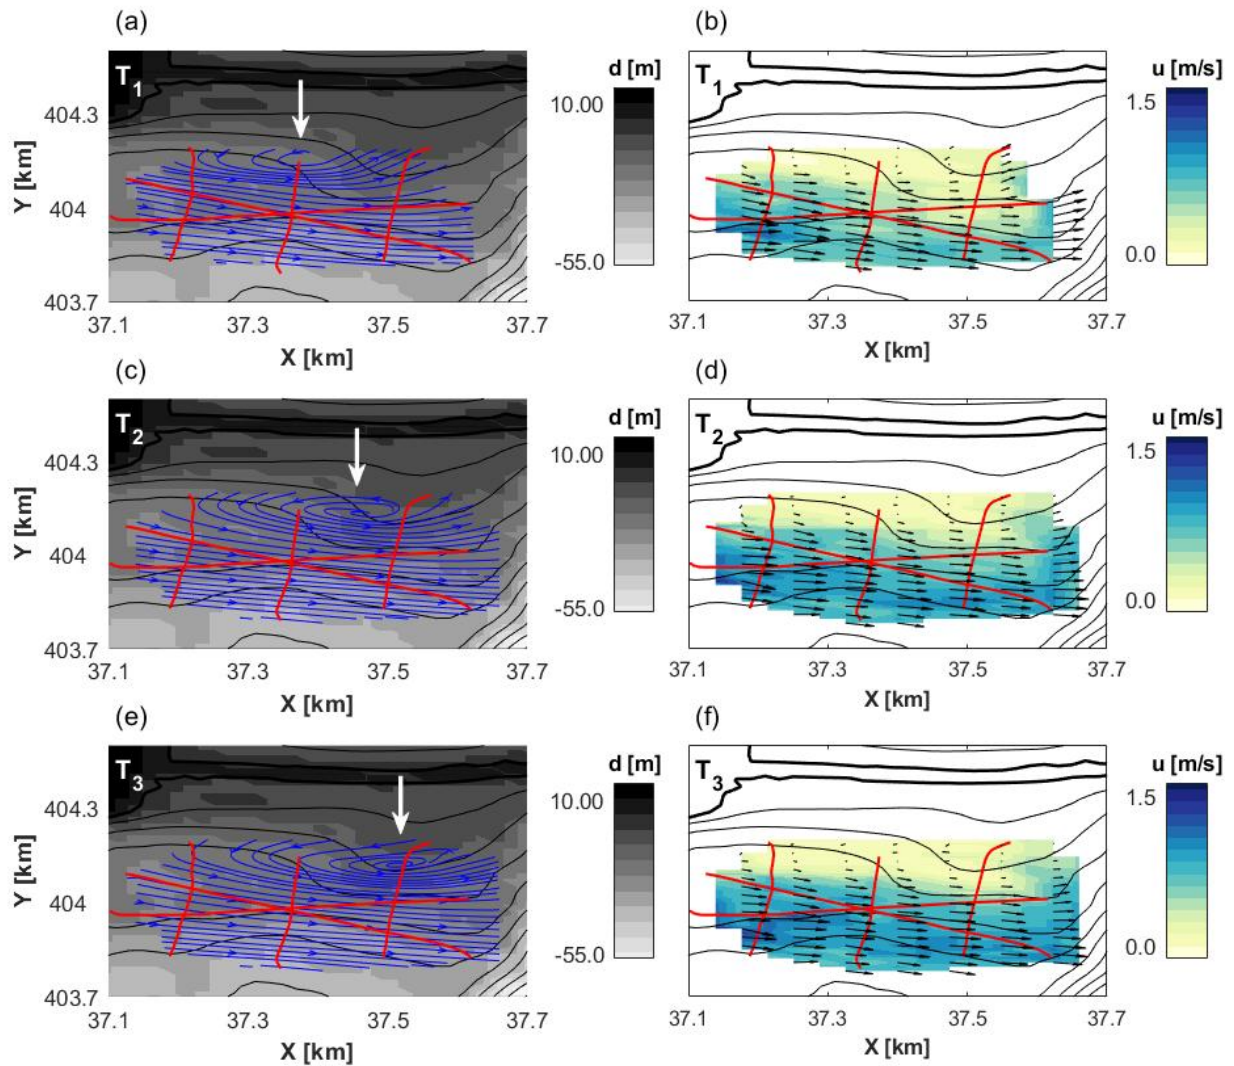 (a)
(b)
T1
d [m]
10.00
-55.0
404.3
404
403.7
Y [km]
37.1
37.3
37.5
37.7
X [km]
T1
u [m/s]
1.5
0.0
37.1
37.3
37.5
37.7
X [km]
(c)
(d)
T2
d [m]
10.00
-55.0
404.3
404
403.7
Y [km]
37.1
37.3
37.5
37.7
X [km]
T2
u [m/s]
1.5
0.0
37.1
37.3
37.5
37.7
X [km]
(e)
(f)
T3
d [m]
10.00
-55.0
404.3
404
403.7
Y [km]
37.1
37.3
37.5
37.7
X [km]
T3
u [m/s]
1.5
0.0
37.1
37.3
37.5
37.7
X [km]